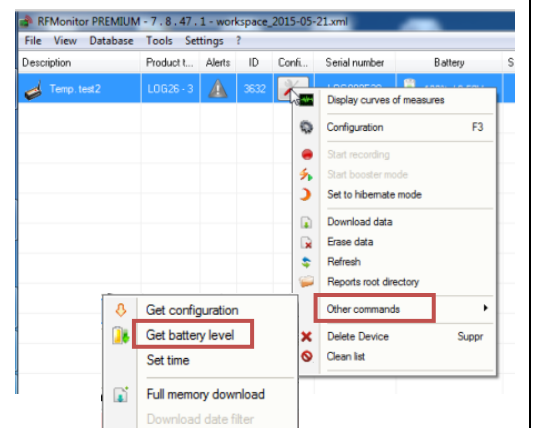 RFMonitor PREMIUM - 7 . 8 . 47 . 1 - workspace_2015-05-21.xml
File View Database Tools Settings ?
Description Product t... Alerts ID Confi... Serial number Battery S
Temp. test2 LOG26 - 3 3632
Display curves of measures
Configuration F3
Start recording
Start booster mode
Set to hibernate mode
Download data
Erase data
Refresh
Reports root directory
Other commands
Delete Device Suppr
Clean list
Get configuration
Get battery level
Set time
Full memory download
Download date filter